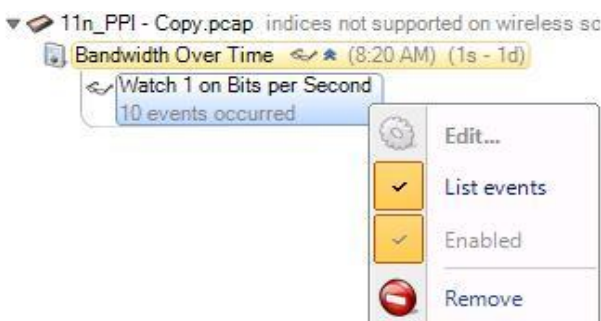 11n_PPI - Copy.pcap indices not supported on wireless
Bandwidth Over Time (8:20 AM) (1s - 1d)
Watch 1 on Bits per Second
10 events occurred
Edit...
List events
Enabled
Remove